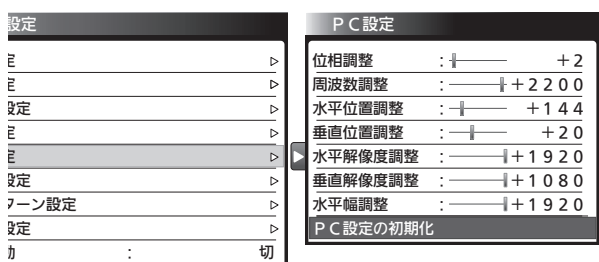 設定
定
定
設定
定
定
設定
ターン設定
設定
動 : 切
PC設定
位相調整 : +2
周波数調整 : +2200
水平位置調整 : +144
垂直位置調整 : +20
水平解像度調整 : +1920
垂直解像度調整 : +1080
水平幅調整 : +1920
PC設定の初期化